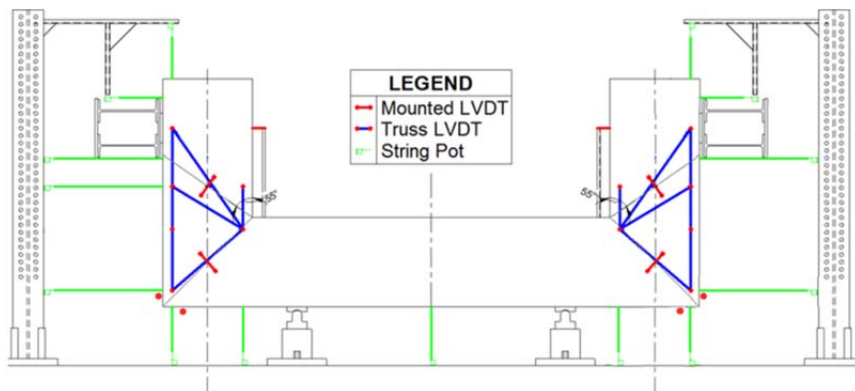 LEGEND
Mounted LVDT
Truss LVDT
String Pot
55°
55°